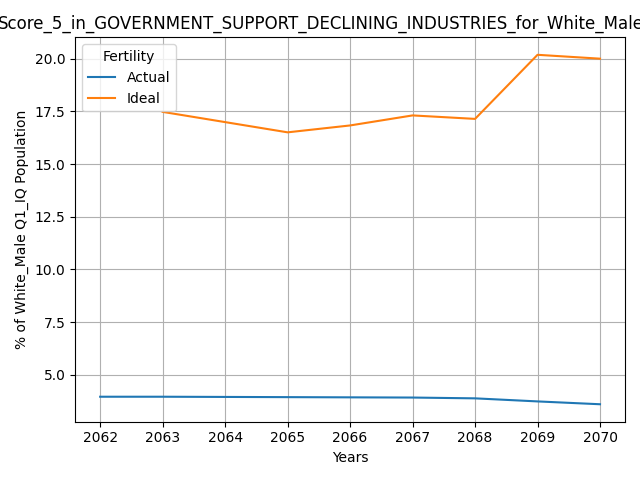 Score_5_in_GOVERNMENT_SUPPORT_DECLINING_INDUSTRIES_for_White_Male
Fertility
Actual
Ideal
20.0
17.5
15.0
12.5
10.0
7.5
5.0
% of White_Male Q1_IQ Population
2062 2063 2064 2065 2066 2067 2068 2069 2070
Years